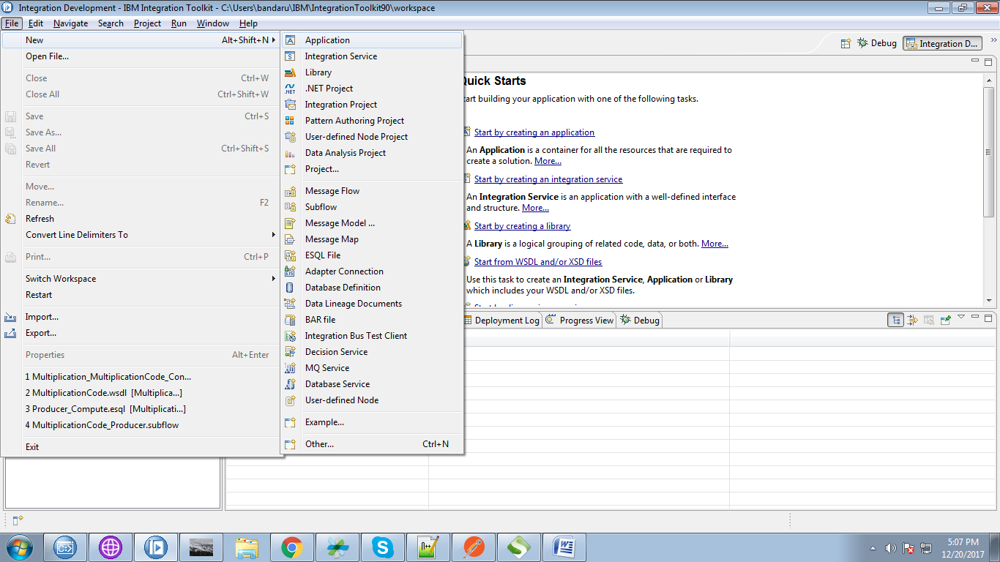 Integration Development - IBM Integration Toolkit - C:\Users\bandaru\IBM\IntegrationToolkit90\workspace
File Edit Navigate Search Project Run Window Help
New Alt+Shift+N
Open File...
Close Ctrl+W
Close All Ctrl+Shift+W
Save Ctrl+S
Save As...
Save All Ctrl+Shift+S
Revert
Move...
Rename... F2
Refresh
Convert Line Delimiters To
Print... Ctrl+P
Switch Workspace
Restart
Import...
Export...
Properties Alt+Enter
1 Multiplication_MultiplicationCode_Con...
2 MultiplicationCode.wsdl [Multiplica...]
3 Producer_Compute.esql [Multiplicati...]
4 MultiplicationCode_Producer.subflow
Exit
Application
Integration Service
Library
.NET Project
Integration Project
Pattern Authoring Project
User-defined Node Project
Data Analysis Project
Project...
Message Flow
Subflow
Message Model ...
Message Map
ESQL File
Adapter Connection
Database Definition
Data Lineage Documents
BAR file
Integration Bus Test Client
Decision Service
MQ Service
Database Service
User-defined Node
Example...
Other... Ctrl+N
Debug Integration D...
Quick Starts
tart building your application with one of the following tasks.
Start by creating an application
An Application is a container for all the resources that are required to
create a solution. More...
Start by creating an integration service
An Integration Service is an application with a well-defined interface
and structure. More...
Start by creating a library
A Library is a logical grouping of related code, data, or both. More...
Start from WSDL and/or XSD files
Use this task to create an Integration Service, Application or Library
which includes your WSDL and/or XSD files.
Deployment Log Progress View Debug
5:07 PM
12/20/2017